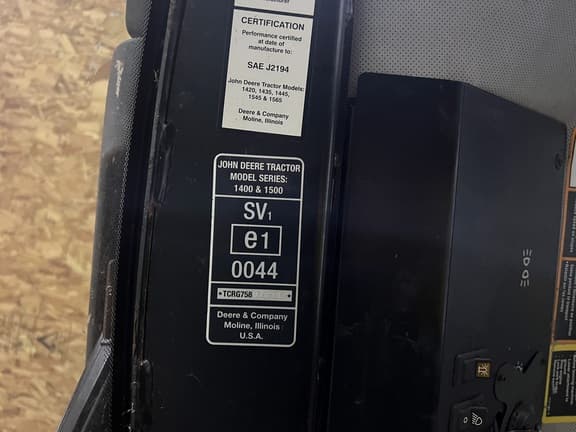 CERTIFICATION
Performance certified
at date of
manufacture to:
SAE J2194
John Deere Tractor Models:
1420, 1435, 1445,
1545 & 1565
Deere & Company
Moline, Illinois
JOHN DEERE TRACTOR
MODEL SERIES:
1400 & 1500
SV1
e1
0044
*TCRG758
Deere & Company
Moline, Illinois
U.S.A.